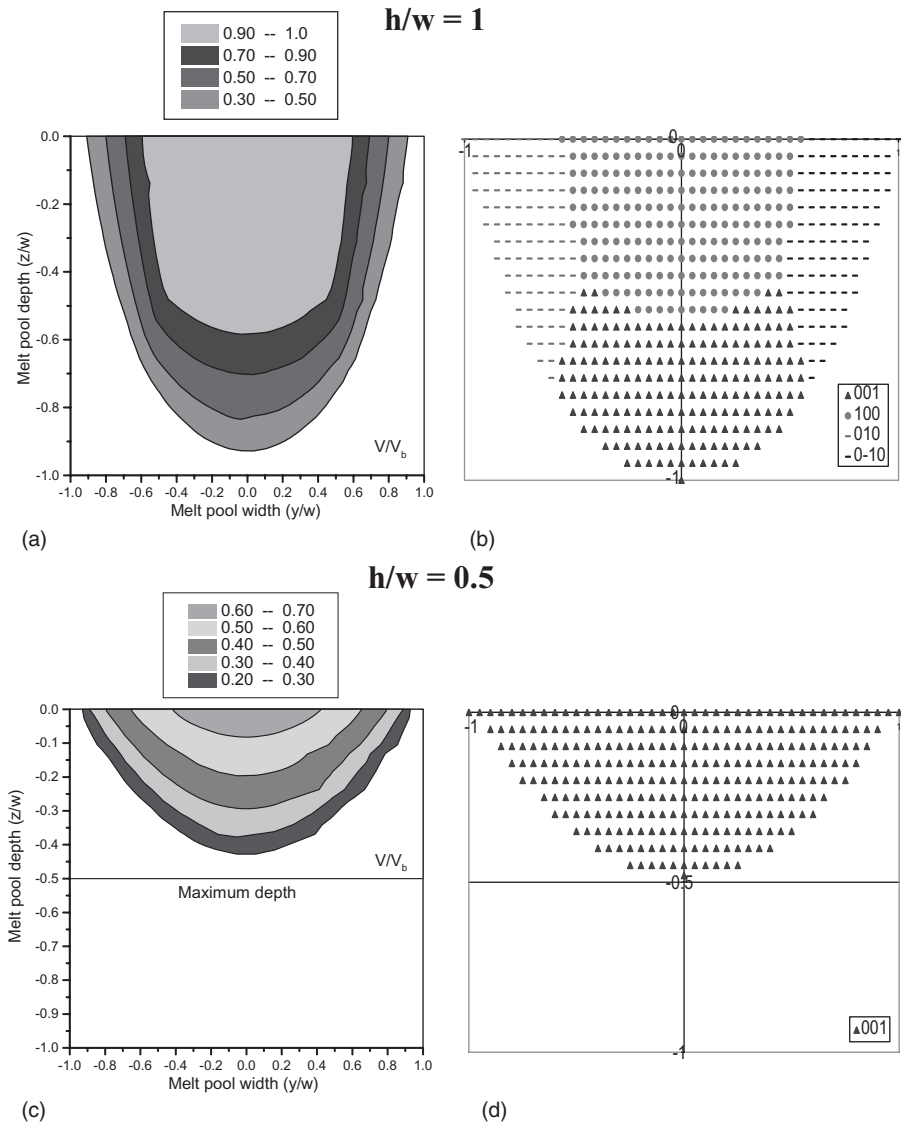 h/w = 1
0.90 -- 1.0
0.70 -- 0.90
0.50 -- 0.70
0.30 -- 0.50
0.0
-0.2
-0.4
-0.6
-0.8
-1.0
Melt pool depth (z/w)
V/Vb
-1.0 -0.8 -0.6 -0.4 -0.2 0.0 0.2 0.4 0.6 0.8 1.0
Melt pool width (y/w)
(a)
0
-1 0 1
001
100
010
0-10
-1
(b)
h/w = 0.5
0.60 -- 0.70
0.50 -- 0.60
0.40 -- 0.50
0.30 -- 0.40
0.20 -- 0.30
0.0
-0.1
-0.2
-0.3
-0.4
-0.5
-0.6
-0.7
-0.8
-0.9
-1.0
Melt pool depth (z/w)
V/Vb
Maximum depth
-1.0 -0.8 -0.6 -0.4 -0.2 0.0 0.2 0.4 0.6 0.8 1.0
Melt pool width (y/w)
(c)
0
-1 0 1
-0.5
001
-1
(d)